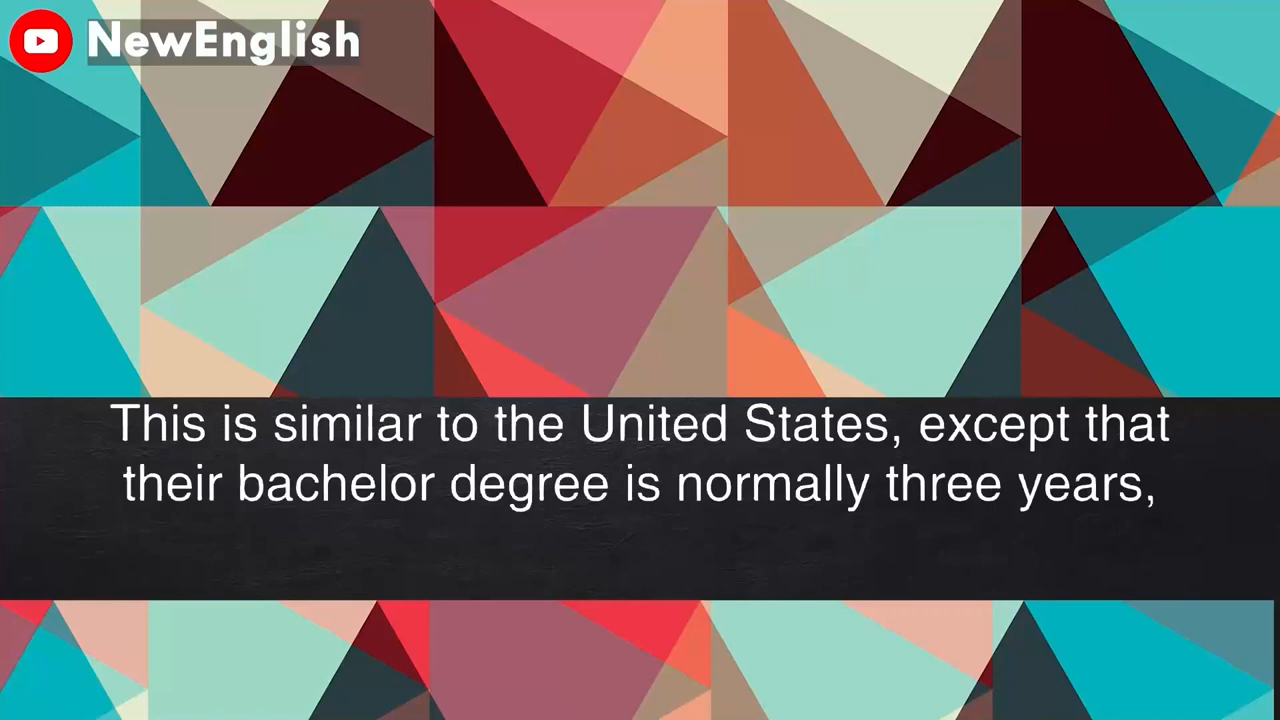 NewEnglish
This is similar to the United States, except that
their bachelor degree is normally three years,